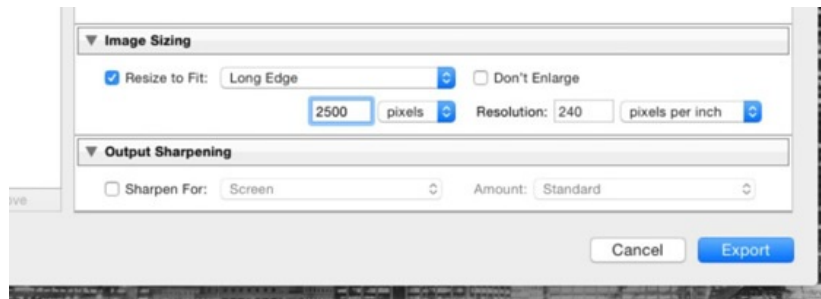 Image Sizing
Resize to Fit: Long Edge Don't Enlarge
2500 pixels Resolution: 240 pixels per inch
Output Sharpening
Sharpen For: Screen Amount: Standard
Cancel Export